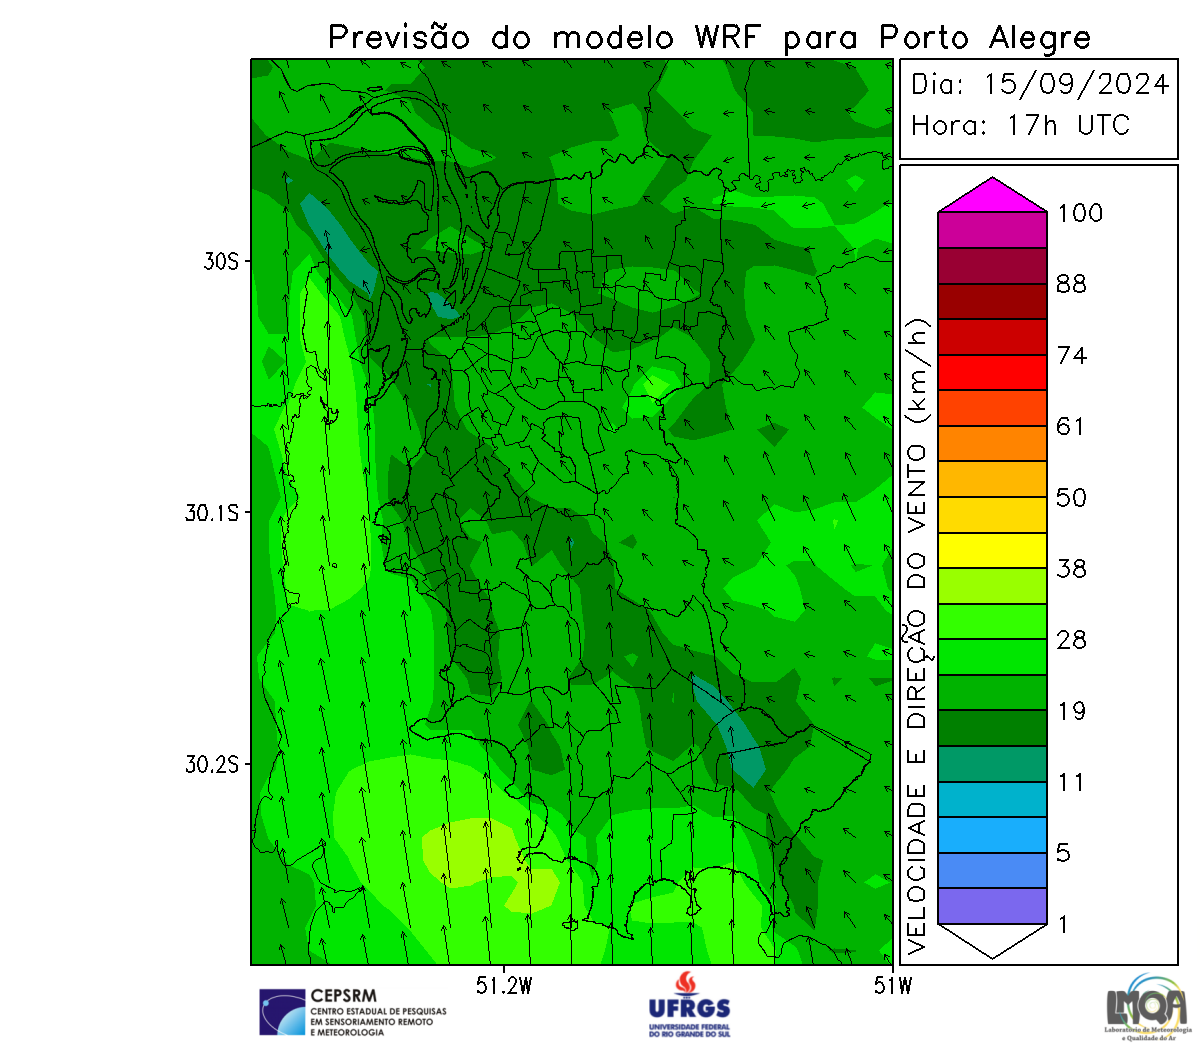 Previsão do modelo WRF para Porto Alegre
Dia: 15/09/2024
Hora: 17h UTC
30S
30.1S
30.2S
51.2W
51W
VELOCIDADE E DIREÇÃO DO VENTO (km/h)
100
88
74
61
50
38
28
19
11
5
1
CEPSRM
CENTRO ESTADUAL DE PESQUISAS
EM SENSORIAMENTO REMOTO
E METEOROLOGIA
UFRGS
UNIVERSIDADE FEDERAL
DO RIO GRANDE DO SUL
LMQA
Laboratório de Meteorologia
e Qualidade do Ar